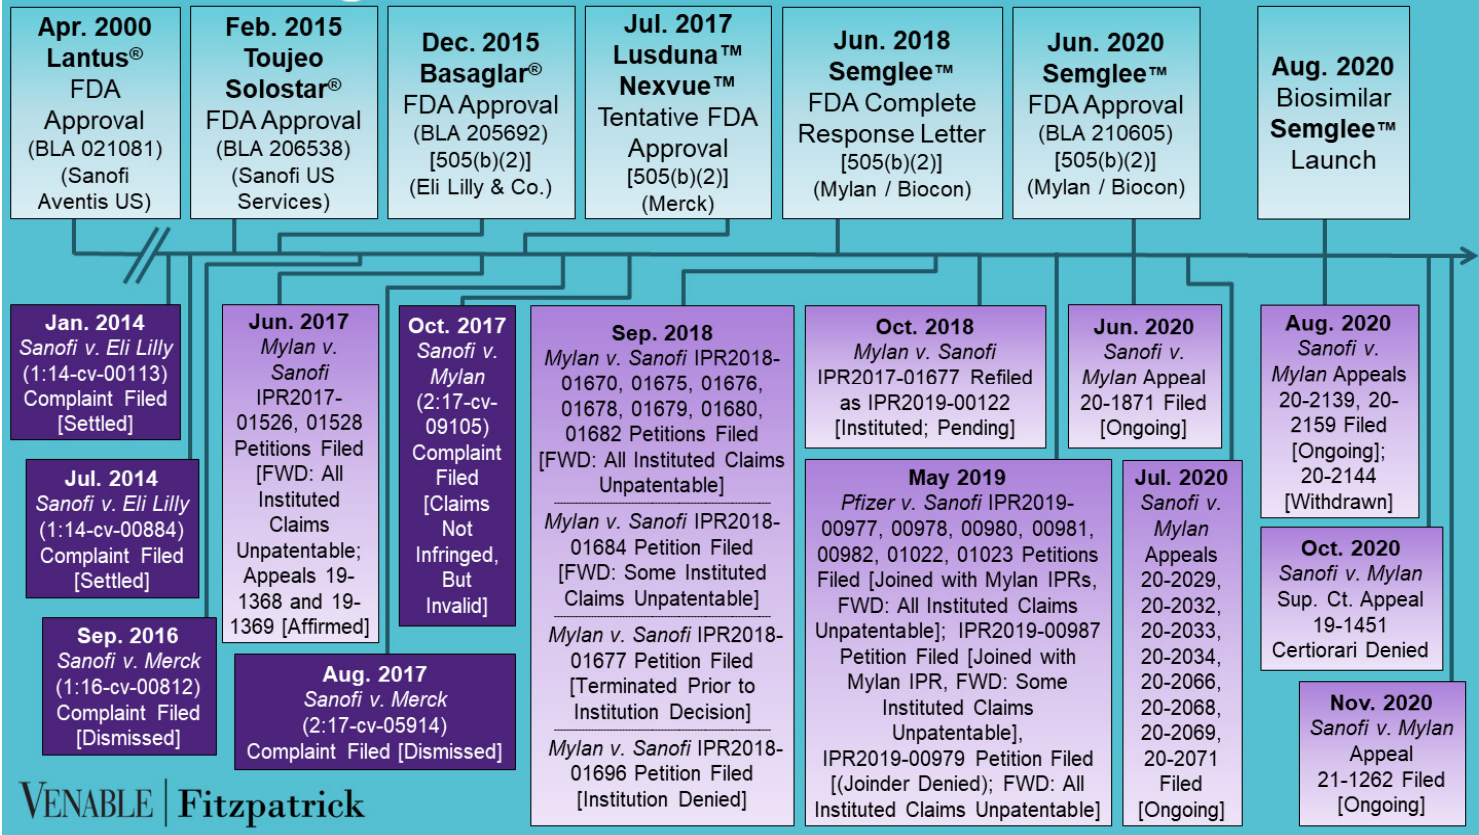 Apr. 2000
Lantus®
FDA
Approval
(BLA 021081)
(Sanofi
Aventis US)
Feb. 2015
Toujeo
Solostar®
FDA Approval
(BLA 206538)
(Sanofi US
Services)
Dec. 2015
Basaglar®
FDA Approval
(BLA 205692)
[505(b)(2)]
(Eli Lilly & Co.)
Jul. 2017
Lusduna™
Nexvue™
Tentative FDA
Approval
[505(b)(2)]
(Merck)
Jun. 2018
Semglee™
FDA Complete
Response Letter
[505(b)(2)]
(Mylan / Biocon)
Jun. 2020
Semglee™
FDA Approval
(BLA 210605)
[505(b)(2)]
(Mylan / Biocon)
Aug. 2020
Biosimilar
Semglee™
Launch
Jan. 2014
Sanofi v. Eli Lilly
(1:14-cv-00113)
Complaint Filed
[Settled]
Jul. 2014
Sanofi v. Eli Lilly
(1:14-cv-00884)
Complaint Filed
[Settled]
Sep. 2016
Sanofi v. Merck
(1:16-cv-00812)
Complaint Filed
[Dismissed]
Jun. 2017
Mylan v.
Sanofi
IPR2017-
01526, 01528
Petitions Filed
[FWD: All
Instituted
Claims
Unpatentable;
Appeals 19-
1368 and 19-
1369 [Affirmed]
Aug. 2017
Sanofi v. Merck
(2:17-cv-05914)
Complaint Filed [Dismissed]
Oct. 2017
Sanofi v.
Mylan
(2:17-cv-
09105)
Complaint
Filed
[Claims
Not
Infringed,
But
Invalid]
Sep. 2018
Mylan v. Sanofi IPR2018-
01670, 01675, 01676,
01678, 01679, 01680,
01682 Petitions Filed
[FWD: All Instituted Claims
Unpatentable]
Mylan v. Sanofi IPR2018-
01684 Petition Filed
[FWD: Some Instituted
Claims Unpatentable]
Mylan v. Sanofi IPR2018-
01677 Petition Filed
[Terminated Prior to
Institution Decision]
Mylan v. Sanofi IPR2018-
01696 Petition Filed
[Institution Denied]
Oct. 2018
Mylan v. Sanofi
IPR2017-01677 Refiled
as IPR2019-00122
[Instituted; Pending]
May 2019
Pfizer v. Sanofi IPR2019-
00977, 00978, 00980, 00981,
00982, 01022, 01023 Petitions
Filed [Joined with Mylan IPRs,
FWD: All Instituted Claims
Unpatentable]; IPR2019-00987
Petition Filed [Joined with
Mylan IPR, FWD: Some
Instituted Claims
Unpatentable],
IPR2019-00979 Petition Filed
[(Joinder Denied); FWD: All
Instituted Claims Unpatentable]
Jun. 2020
Sanofi v.
Mylan Appeal
20-1871 Filed
[Ongoing]
Jul. 2020
Sanofi v.
Mylan
Appeals
20-2029,
20-2032,
20-2033,
20-2034,
20-2066,
20-2068,
20-2069,
20-2071
Filed
[Ongoing]
Aug. 2020
Sanofi v.
Mylan Appeals
20-2139, 20-
2159 Filed
[Ongoing];
20-2144
[Withdrawn]
Oct. 2020
Sanofi v. Mylan
Sup. Ct. Appeal
19-1451
Certiorari Denied
Nov. 2020
Sanofi v. Mylan
Appeal
21-1262 Filed
[Ongoing]
VENABLE | Fitzpatrick